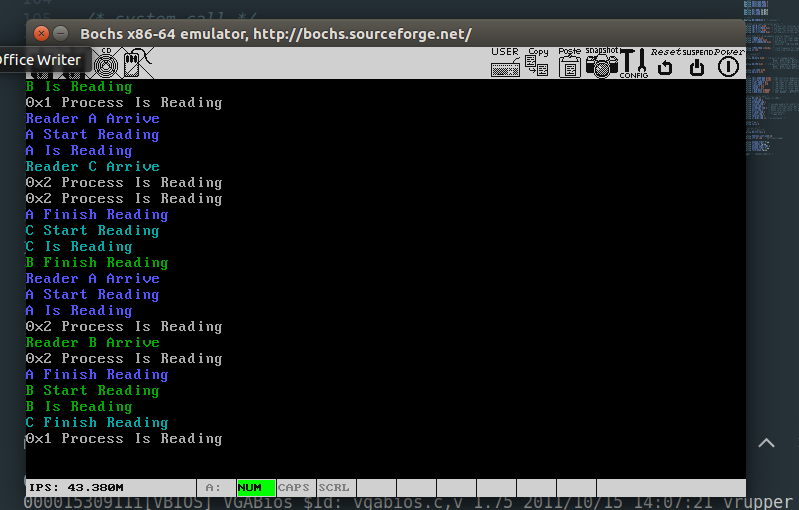 105 /* system call */
Bochs x86-64 emulator, http://bochs.sourceforge.net/
Office Writer
CD
USER Copy Paste snapshot CONFIG Reset SUSPEND Power
B Is Reading
0x1 Process Is Reading
Reader A Arrive
A Start Reading
A Is Reading
Reader C Arrive
0x2 Process Is Reading
0x2 Process Is Reading
A Finish Reading
C Start Reading
C Is Reading
B Finish Reading
Reader A Arrive
A Start Reading
A Is Reading
0x2 Process Is Reading
Reader B Arrive
0x2 Process Is Reading
A Finish Reading
B Start Reading
B Is Reading
C Finish Reading
0x1 Process Is Reading
IPS: 43.380M A: NUM CAPS SCRL
00001530911i[VBIOS] VGABios $Id: vgabios.c,v 1.75 2011/10/15 14:07:21 vrupper